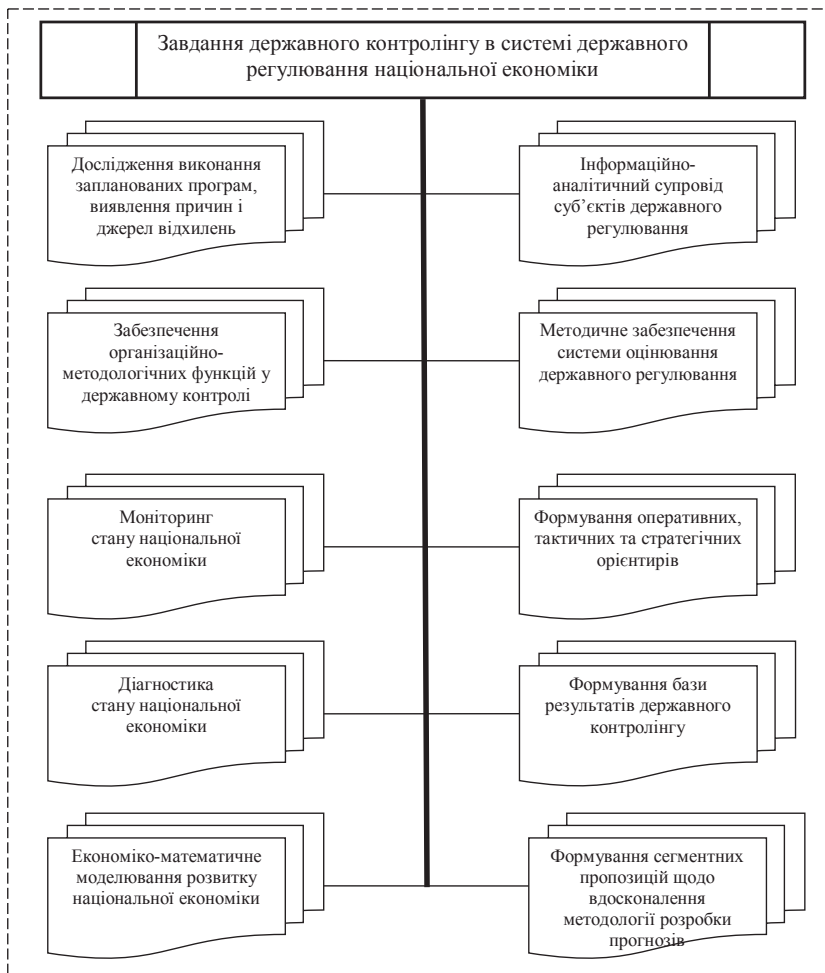 Завдання державного контролінгу в системі державного
регулювання національної економіки
Дослідження виконання
запланованих програм,
виявлення причин і
джерел відхилень
Інформаційно-
аналітичний супровід
суб’єктів державного
регулювання
Забезпечення
організаційно-
методологічних функцій у
державному контролі
Методичне забезпечення
системи оцінювання
державного регулювання
Моніторинг
стану національної
економіки
Формування оперативних,
тактичних та стратегічних
орієнтирів
Діагностика
стану національної
економіки
Формування бази
результатів державного
контролінгу
Економіко-математичне
моделювання розвитку
національної економіки
Формування сегментних
пропозицій щодо
вдосконалення
методології розробки
прогнозів